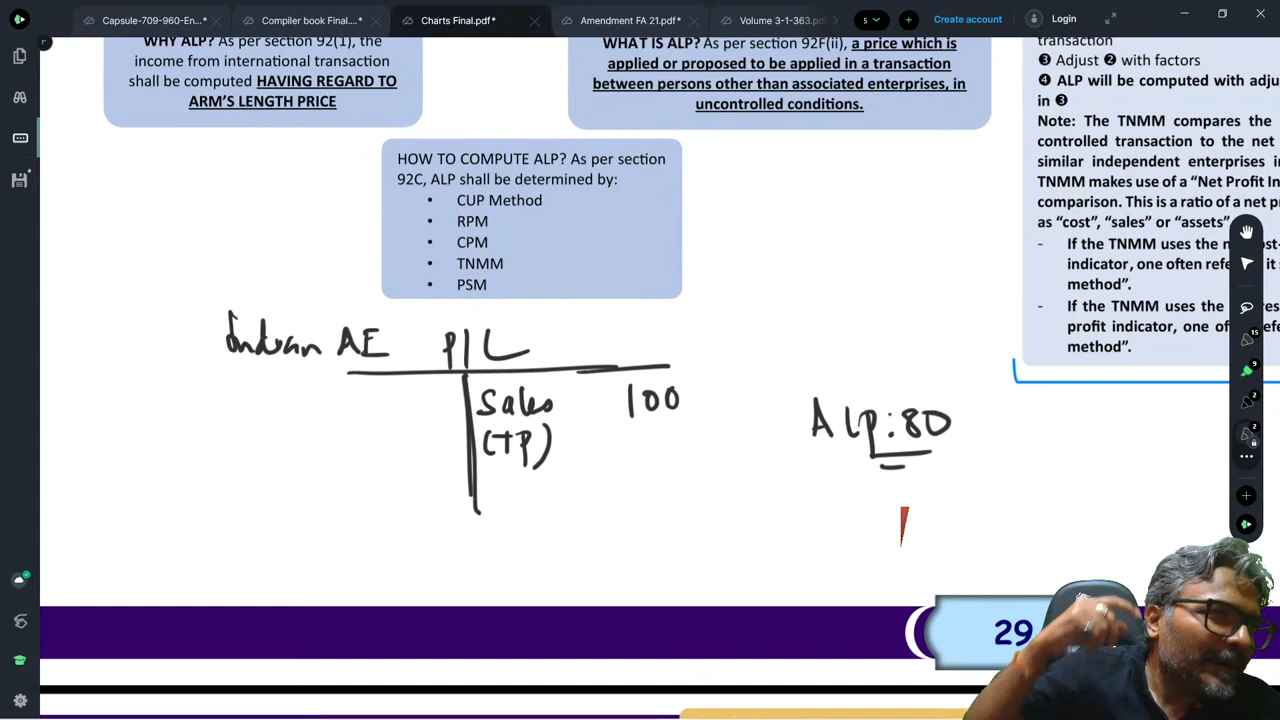 Capsule-709-960-En...*
Compiler book Final....*
Charts Final.pdf*
Amendment FA 21.pdf*
Volume 3-1-363.pdf
5
Create account
Login
WHY ALP? As per section 92(1), the
income from international transaction
shall be computed HAVING REGARD TO
ARM'S LENGTH PRICE
WHAT IS ALP? As per section 92F(ii), a price which is
applied or proposed to be applied in a transaction
between persons other than associated enterprises, in
uncontrolled conditions.
HOW TO COMPUTE ALP? As per section
92C, ALP shall be determined by:
• CUP Method
• RPM
• CPM
• TNMM
• PSM
transaction
❸ Adjust ❷ with factors
❹ ALP will be computed with adju
in ❸
Note: The TNMM compares the
controlled transaction to the net
similar independent enterprises in
TNMM makes use of a "Net Profit In
comparison. This is a ratio of a net p
as "cost", "sales" or "assets"
- If the TNMM uses the
indicator, one often it s
method".
- If the TNMM uses the
profit indicator, one of
method".
Indian AE P/L
Sales 100
(TP)
ALP: 80
29
15
9
2
2